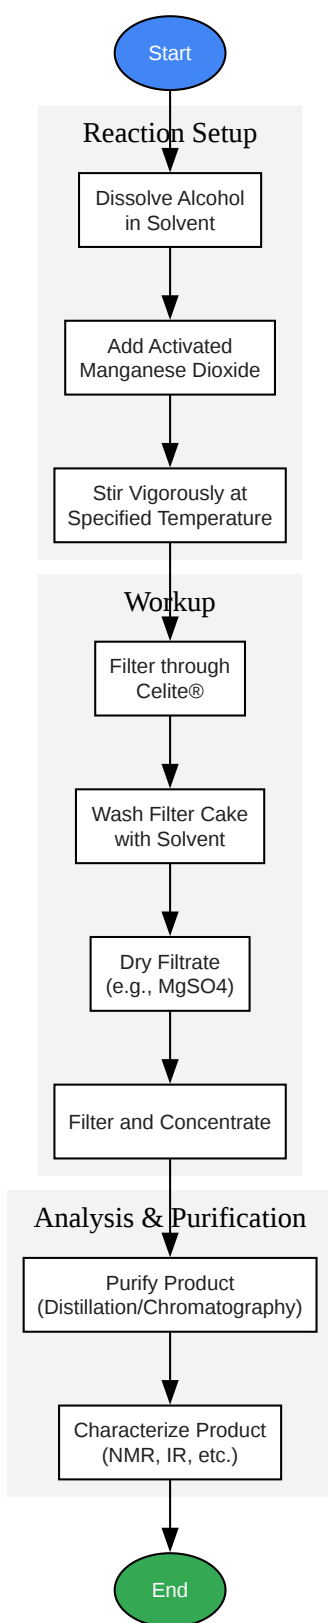 Start
Reaction Setup
Dissolve Alcohol
in Solvent
Add Activated
Manganese Dioxide
Stir Vigorously at
Specified Temperature
Workup
Filter through
Celite®
Wash Filter Cake
with Solvent
Dry Filtrate
(e.g., MgSO4)
Filter and Concentrate
Analysis & Purification
Purify Product
(Distillation/Chromatography)
Characterize Product
(NMR, IR, etc.)
End